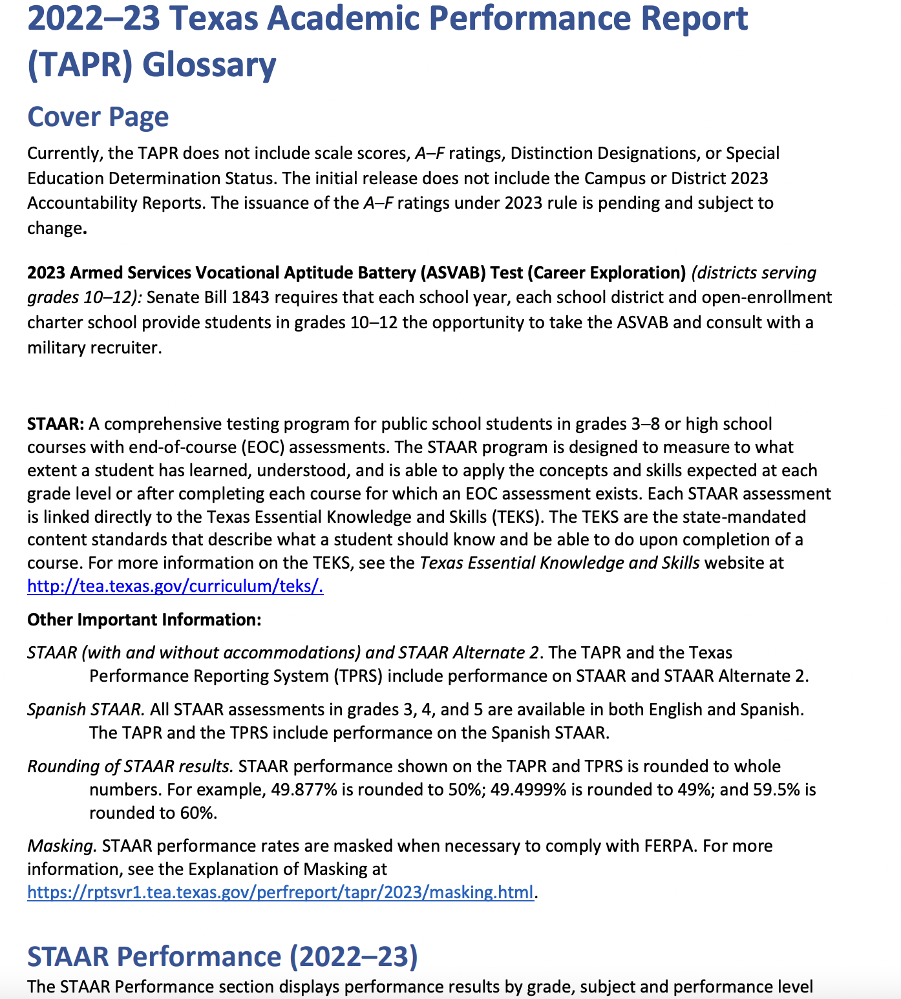 2022–23 Texas Academic Performance Report
(TAPR) Glossary
Cover Page
Currently, the TAPR does not include scale scores, A–F ratings, Distinction Designations, or Special
Education Determination Status. The initial release does not include the Campus or District 2023
Accountability Reports. The issuance of the A–F ratings under 2023 rule is pending and subject to
change.
2023 Armed Services Vocational Aptitude Battery (ASVAB) Test (Career Exploration) (districts serving
grades 10–12): Senate Bill 1843 requires that each school year, each school district and open-enrollment
charter school provide students in grades 10–12 the opportunity to take the ASVAB and consult with a
military recruiter.
STAAR: A comprehensive testing program for public school students in grades 3–8 or high school
courses with end-of-course (EOC) assessments. The STAAR program is designed to measure to what
extent a student has learned, understood, and is able to apply the concepts and skills expected at each
grade level or after completing each course for which an EOC assessment exists. Each STAAR assessment
is linked directly to the Texas Essential Knowledge and Skills (TEKS). The TEKS are the state-mandated
content standards that describe what a student should know and be able to do upon completion of a
course. For more information on the TEKS, see the Texas Essential Knowledge and Skills website at
http://tea.texas.gov/curriculum/teks/.
Other Important Information:
STAAR (with and without accommodations) and STAAR Alternate 2. The TAPR and the Texas
Performance Reporting System (TPRS) include performance on STAAR and STAAR Alternate 2.
Spanish STAAR. All STAAR assessments in grades 3, 4, and 5 are available in both English and Spanish.
The TAPR and the TPRS include performance on the Spanish STAAR.
Rounding of STAAR results. STAAR performance shown on the TAPR and TPRS is rounded to whole
numbers. For example, 49.877% is rounded to 50%; 49.4999% is rounded to 49%; and 59.5% is
rounded to 60%.
Masking. STAAR performance rates are masked when necessary to comply with FERPA. For more
information, see the Explanation of Masking at
https://rptsvr1.tea.texas.gov/perfreport/tapr/2023/masking.html.
STAAR Performance (2022–23)
The STAAR Performance section displays performance results by grade, subject and performance level